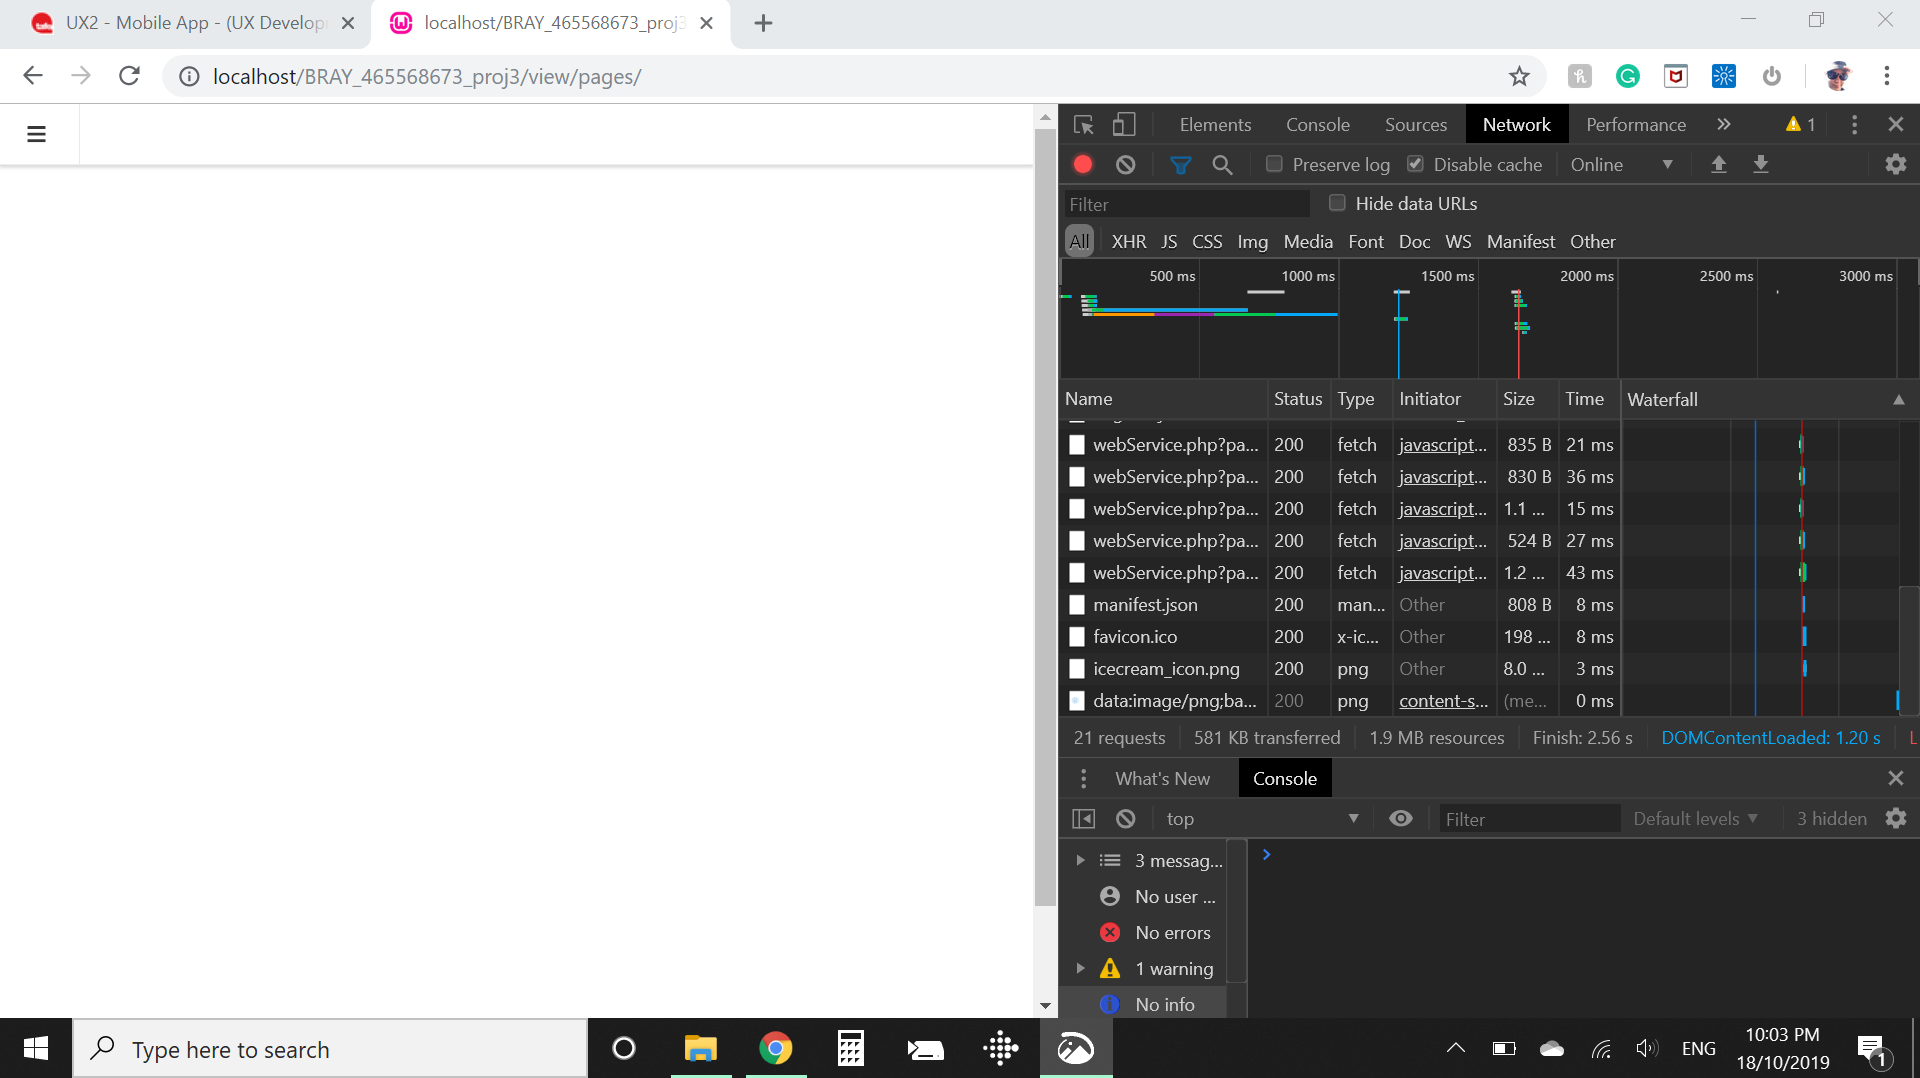 UX2 - Mobile App - (UX Develop
localhost/BRAY_465568673_proj3
localhost/BRAY_465568673_proj3/view/pages/
Elements Console Sources Network Performance 1
Preserve log Disable cache Online
Filter Hide data URLs
All XHR JS CSS Img Media Font Doc WS Manifest Other
500 ms 1000 ms 1500 ms 2000 ms 2500 ms 3000 ms
Name Status Type Initiator Size Time Waterfall
webService.php?pa... 200 fetch javascript... 835 B 21 ms
webService.php?pa... 200 fetch javascript... 830 B 36 ms
webService.php?pa... 200 fetch javascript... 1.1 ... 15 ms
webService.php?pa... 200 fetch javascript... 524 B 27 ms
webService.php?pa... 200 fetch javascript... 1.2 ... 43 ms
manifest.json 200 man... Other 808 B 8 ms
favicon.ico 200 x-ic... Other 198 ... 8 ms
icecream_icon.png 200 png Other 8.0 ... 3 ms
data:image/png;ba... 200 png content-s... (me... 0 ms
21 requests 581 KB transferred 1.9 MB resources Finish: 2.56 s DOMContentLoaded: 1.20 s L
What's New Console
top Filter Default levels 3 hidden
3 messag...
No user ...
No errors
1 warning
No info
Type here to search
ENG
10:03 PM
18/10/2019
1